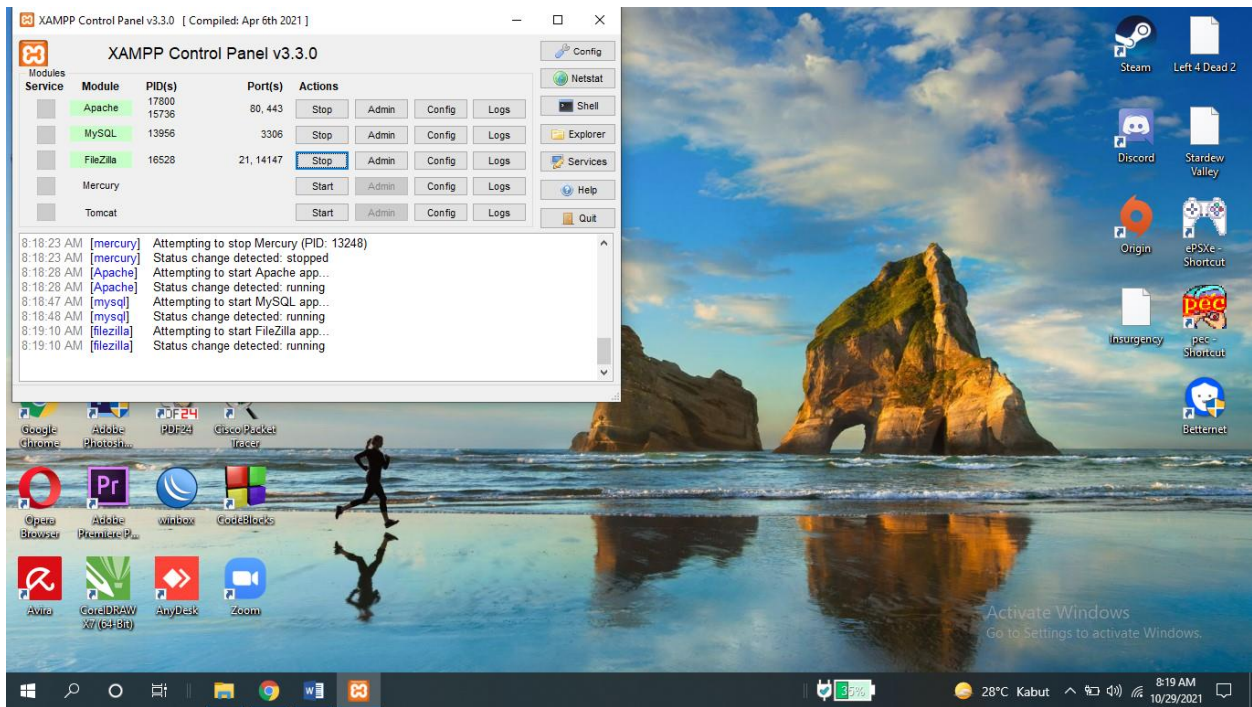 XAMPP Control Panel v3.3.0 [ Compiled: Apr 6th 2021 ]
XAMPP Control Panel v3.3.0
Config
Netstat
Shell
Explorer
Services
Help
Quit
Modules
Service Module PID(s) Port(s) Actions
Apache 17800 15736 80, 443 Stop Admin Config Logs
MySQL 13956 3306 Stop Admin Config Logs
FileZilla 16528 21, 14147 Stop Admin Config Logs
Mercury Start Admin Config Logs
Tomcat Start Admin Config Logs
8:18:23 AM [mercury] Attempting to stop Mercury (PID: 13248)
8:18:23 AM [mercury] Status change detected: stopped
8:18:28 AM [Apache] Attempting to start Apache app...
8:18:28 AM [Apache] Status change detected: running
8:18:47 AM [mysql] Attempting to start MySQL app...
8:18:48 AM [mysql] Status change detected: running
8:19:10 AM [filezilla] Attempting to start FileZilla app...
8:19:10 AM [filezilla] Status change detected: running
Steam
Left 4 Dead 2
Discord
Stardew
Valley
Origin
ePSXe -
Shortcut
Insurgency
pec
pec -
Shortcut
Betternet
PDF24
Google
Chrome
Adobe
Photosh...
PDF24
Cisco Packet
Tracer
Pr
Opera
Browser
Adobe
Premiere P...
winbox
CodeBlocks
Avira
CorelDRAW
X7 (64-Bit)
AnyDesk
Zoom
Activate Windows
Go to Settings to activate Windows.
35%
28°C Kabut
8:19 AM
10/29/2021